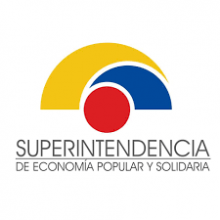 SUPERINTENDENCIA
DE ECONOMÍA POPULAR Y SOLIDARIA